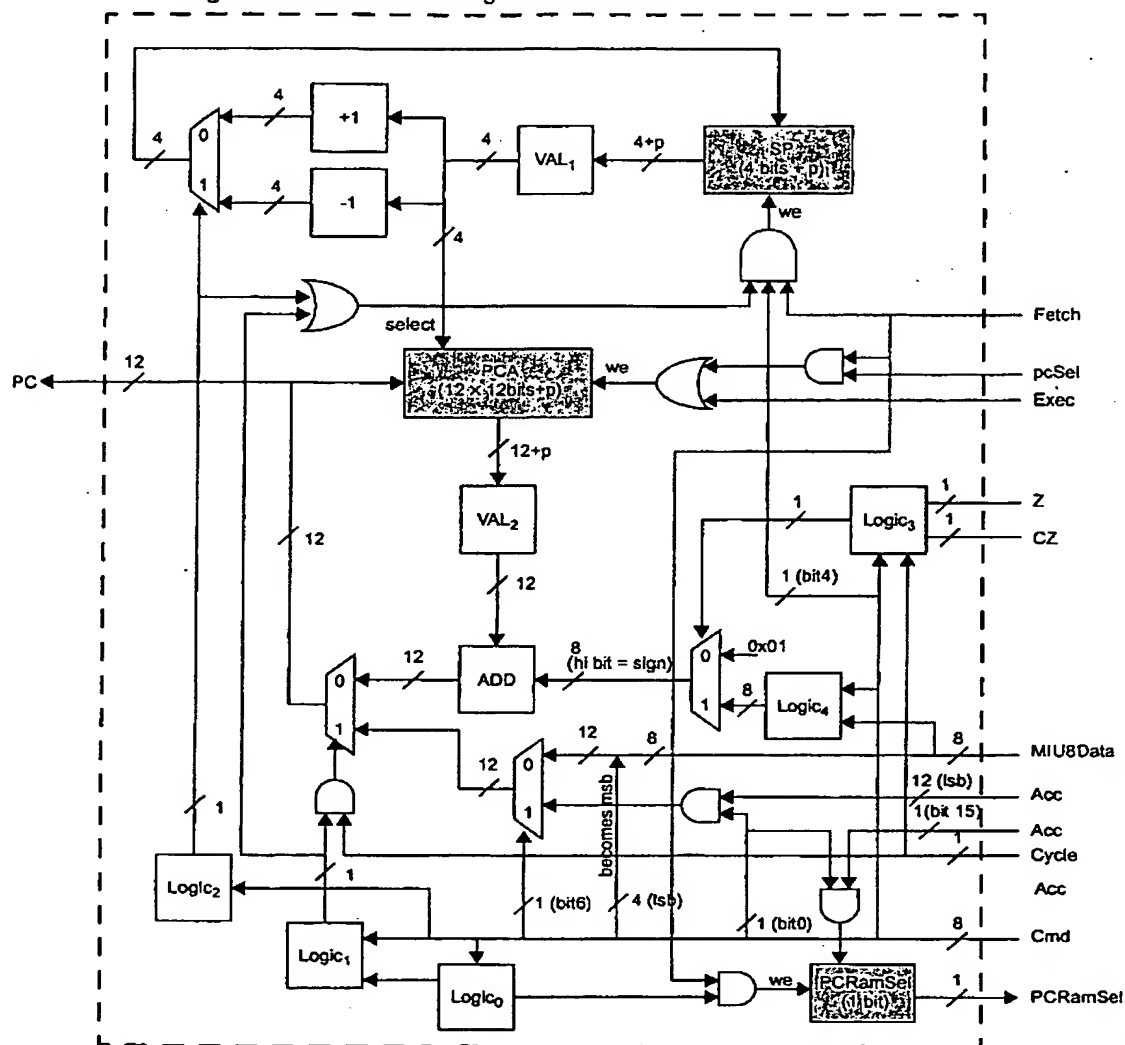 4
+1
4
0
1
4
-1
4
VAL₁
4+p
SP
(4 bits + p)
we
4
select
Fetch
pcSel
Exec
PC
12
PCA
(12 × 12bits+p)
we
12+p
VAL₂
12
12
1
Logic₃
1
Z
1
CZ
1 (bit4)
0
0x01
1
8
Logic₄
8
(hi bit = sign)
ADD
12
0
1
12
8
12
0
1
8
MIU8Data
12 (lsb)
Acc
1(bit 15)
Acc
1
Cycle
Acc
becomes msb
1
Logic₂
1
1 (bit6)
4 (lsb)
1 (bit0)
8
Cmd
Logic₁
Logic₀
we
PCRamSel
(1 bit)
1
PCRamSel